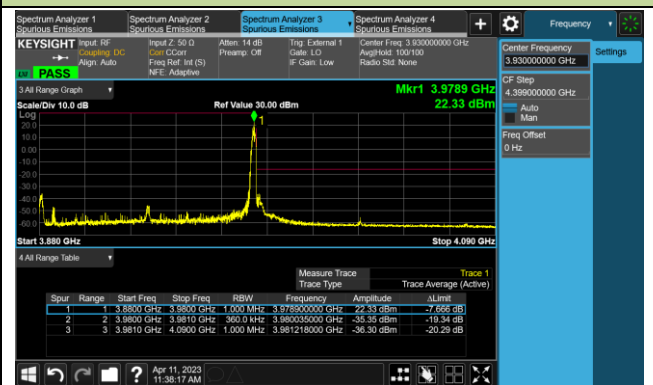 Spectrum Analyzer 1
Spurious Emissions
Spectrum Analyzer 2
Spurious Emissions
Spectrum Analyzer 3
Spurious Emissions
Spectrum Analyzer 4
Spurious Emissions
+
Frequency
KEYSIGHT
Input: RF
Coupling: DC
Align: Auto
Input Z: 50 Ω
Corr CCorr
Freq Ref: Int (S)
NFE: Adaptive
Atten: 14 dB
Preamp: Off
Trig: External 1
Gate: LO
IF Gain: Low
Center Freq: 3.930000000 GHz
Avg|Hold: 100/100
Radio Std: None
PASS
Center Frequency
3.930000000 GHz
Settings
CF Step
4.399000000 GHz
Auto
Man
Freq Offset
0 Hz
3 All Range Graph
Mkr1 3.9789 GHz
22.33 dBm
Scale/Div 10.0 dB
Ref Value 30.00 dBm
Log
20.0
10.0
0.00
-10.0
-20.0
-30.0
-40.0
-50.0
-60.0
1
Start 3.880 GHz
Stop 4.090 GHz
4 All Range Table
Measure Trace Trace 1
Trace Type Trace Average (Active)
Spur Range Start Freq Stop Freq RBW Frequency Amplitude ΔLimit
1 1 3.8800 GHz 3.9800 GHz 1.000 MHz 3.978900000 GHz 22.33 dBm -7.666 dB
2 2 3.9800 GHz 3.9810 GHz 360.0 kHz 3.980035000 GHz -35.35 dBm -19.34 dB
3 3 3.9810 GHz 4.0900 GHz 1.000 MHz 3.981218000 GHz -36.30 dBm -20.29 dB
?
Apr 11, 2023
11:38:17 AM